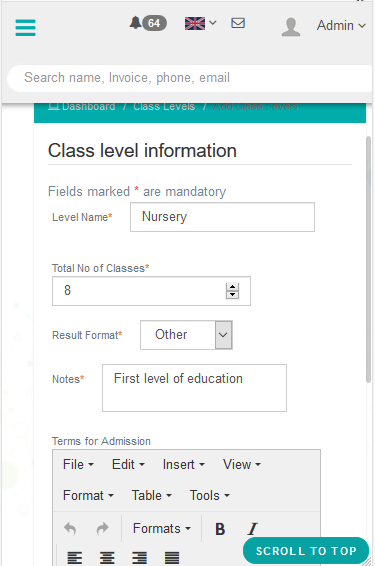 64
Admin
Search name, Invoice, phone, email
Dashboard / Class Levels /
Class level information
Fields marked * are mandatory
Level Name* Nursery
Total No of Classes*
8
Result Format* Other
Notes* First level of education
Terms for Admission
File Edit Insert View
Format Table Tools
Formats B I
SCROLL TO TOP